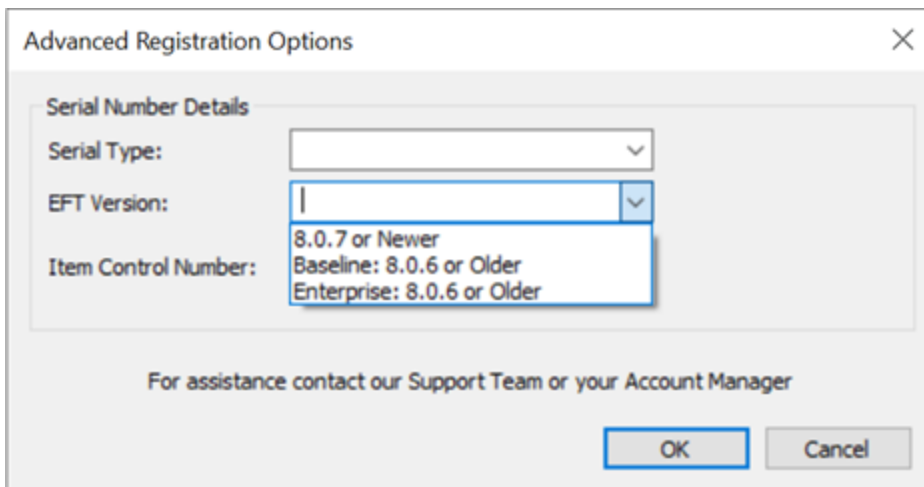 Advanced Registration Options
Serial Number Details
Serial Type:
EFT Version:
8.0.7 or Newer
Baseline: 8.0.6 or Older
Item Control Number:
Enterprise: 8.0.6 or Older
For assistance contact our Support Team or your Account Manager
OK
Cancel